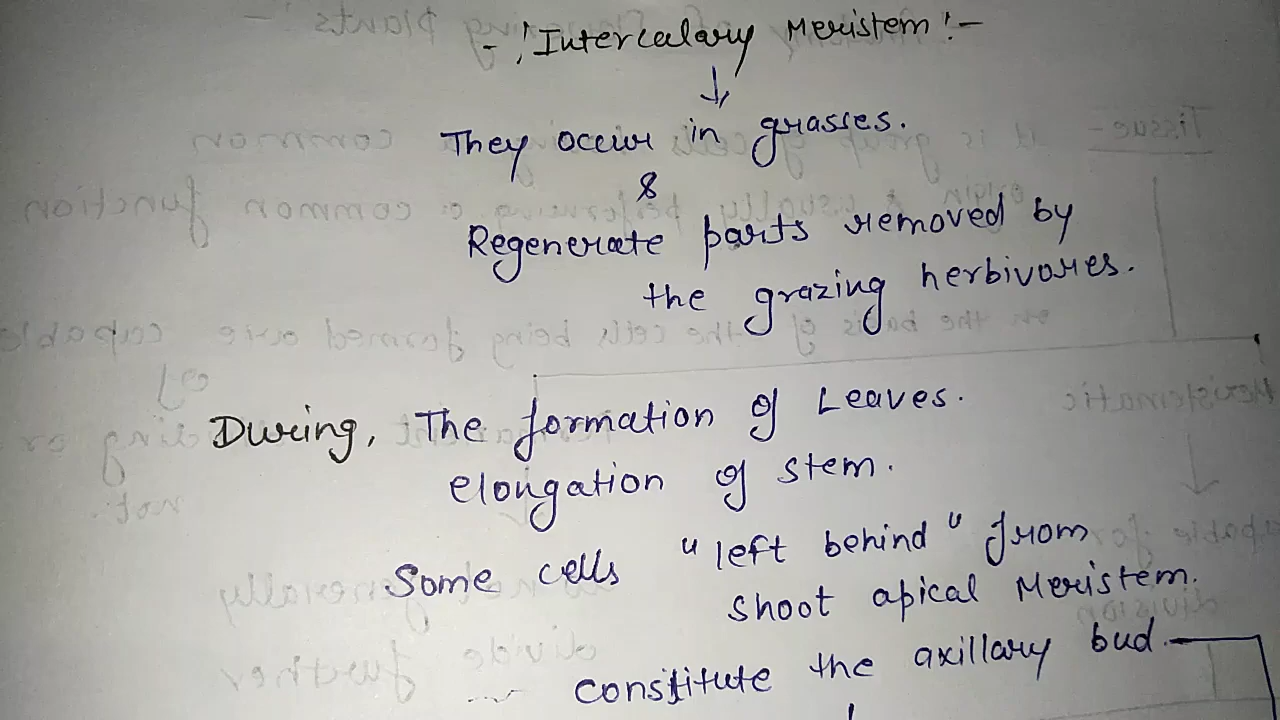 -! Intercalary Meristem !-
They occur in grasses.
&
Regenerate parts removed by
the grazing herbivores.
During, The formation of Leaves.
elongation of stem.
Some cells "left behind" from
shoot apical Meristem.
constitute the axillary bud.